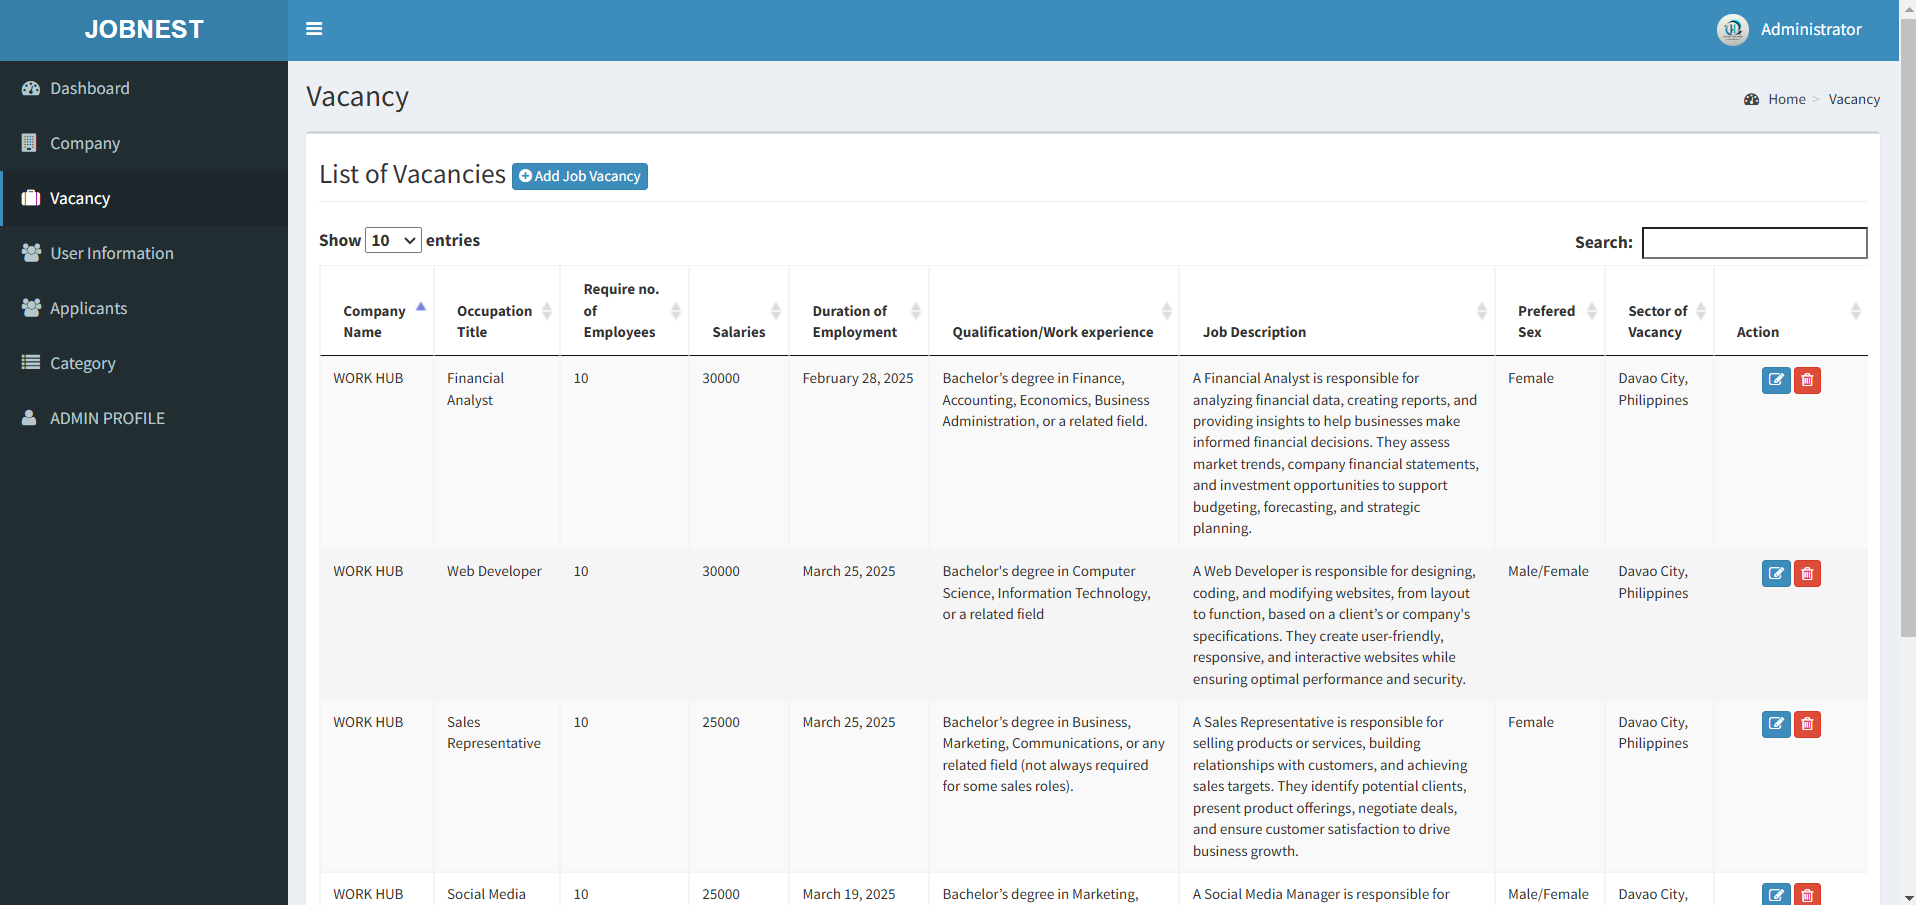 JOBNEST
Administrator
Dashboard
Company
Vacancy
User Information
Applicants
Category
ADMIN PROFILE
Vacancy
Home > Vacancy
List of Vacancies Add Job Vacancy
Show 10 entries
Search:
Company
Name
Occupation
Title
Require no.
of
Employees
Salaries
Duration of
Employment
Qualification/Work experience
Job Description
Prefered
Sex
Sector of
Vacancy
Action
WORK HUB
Financial
Analyst
10
30000
February 28, 2025
Bachelor’s degree in Finance,
Accounting, Economics, Business
Administration, or a related field.
A Financial Analyst is responsible for
analyzing financial data, creating reports, and
providing insights to help businesses make
informed financial decisions. They assess
market trends, company financial statements,
and investment opportunities to support
budgeting, forecasting, and strategic
planning.
Female
Davao City,
Philippines
WORK HUB
Web Developer
10
30000
March 25, 2025
Bachelor's degree in Computer
Science, Information Technology,
or a related field
A Web Developer is responsible for designing,
coding, and modifying websites, from layout
to function, based on a client’s or company's
specifications. They create user-friendly,
responsive, and interactive websites while
ensuring optimal performance and security.
Male/Female
Davao City,
Philippines
WORK HUB
Sales
Representative
10
25000
March 25, 2025
Bachelor’s degree in Business,
Marketing, Communications, or any
related field (not always required
for some sales roles).
A Sales Representative is responsible for
selling products or services, building
relationships with customers, and achieving
sales targets. They identify potential clients,
present product offerings, negotiate deals,
and ensure customer satisfaction to drive
business growth.
Female
Davao City,
Philippines
WORK HUB
Social Media
10
25000
March 19, 2025
Bachelor’s degree in Marketing,
A Social Media Manager is responsible for
Male/Female
Davao City,